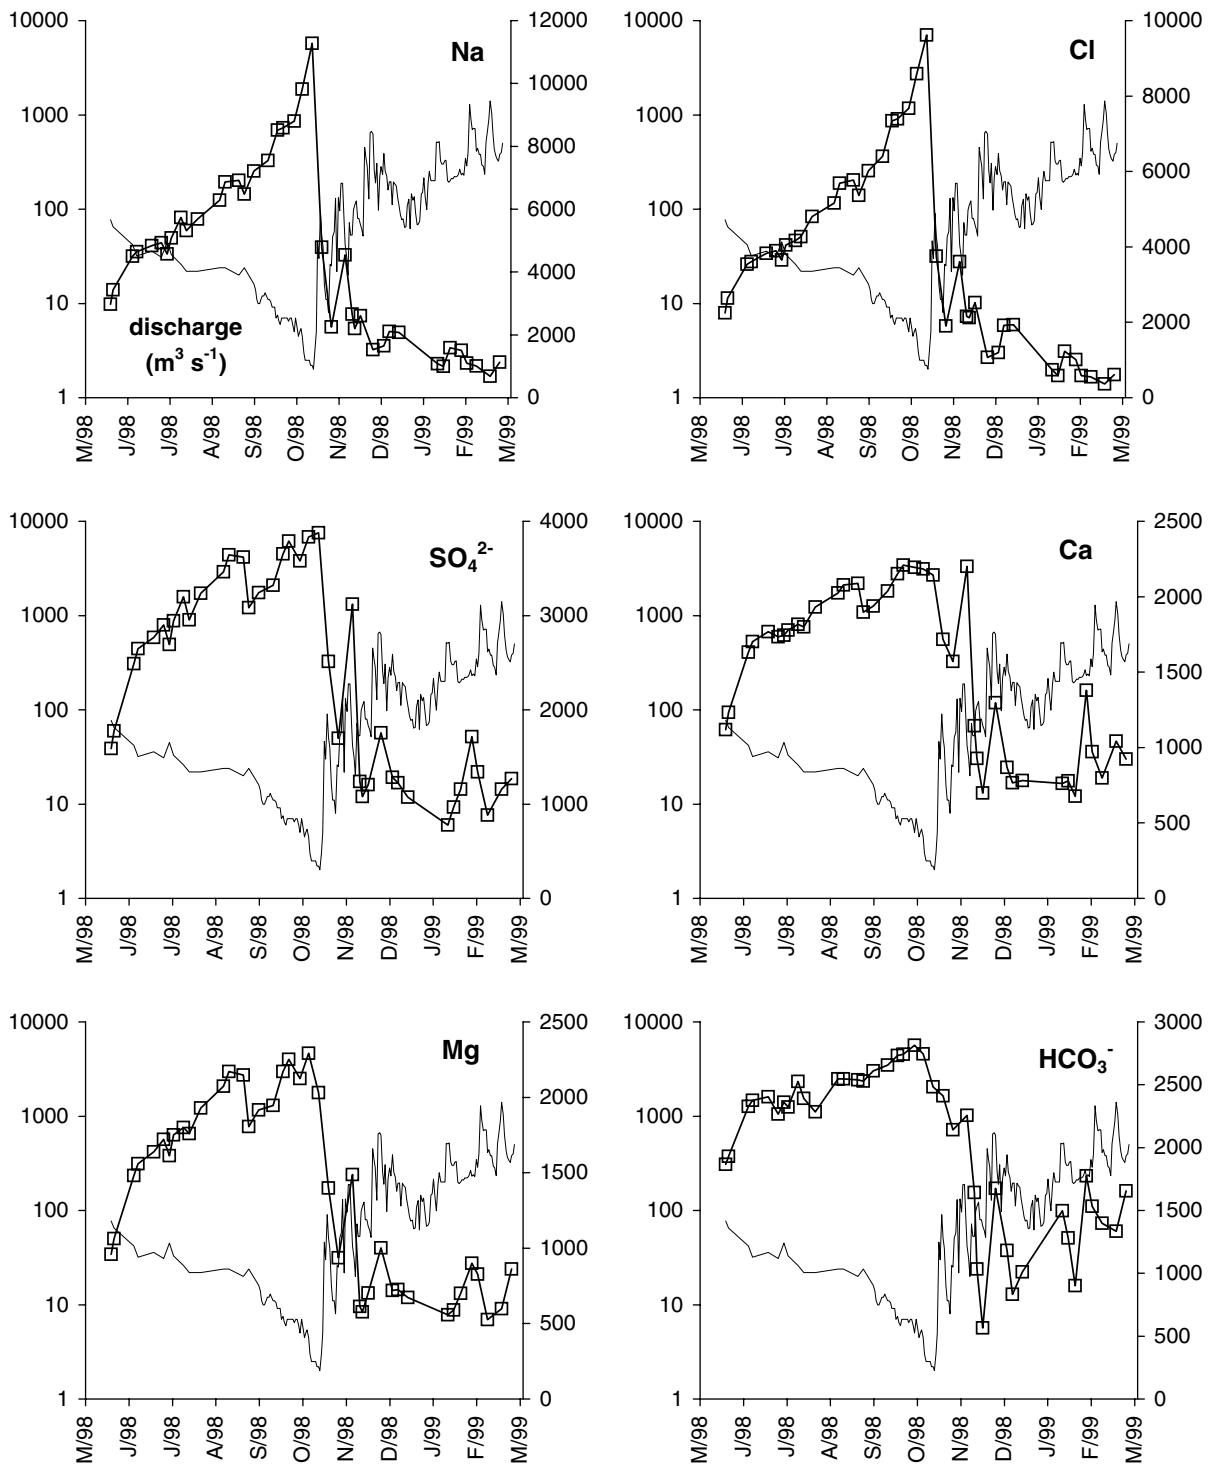 10000
1000
100
10
1
12000
10000
8000
6000
4000
2000
0
Na
discharge
(m³ s⁻¹)
M/98
J/98
J/98
A/98
S/98
O/98
N/98
D/98
J/99
F/99
M/99
10000
1000
100
10
1
10000
8000
6000
4000
2000
0
Cl
M/98
J/98
J/98
A/98
S/98
O/98
N/98
D/98
J/99
F/99
M/99
10000
1000
100
10
1
4000
3000
2000
1000
0
SO₄²⁻
M/98
J/98
J/98
A/98
S/98
O/98
N/98
D/98
J/99
F/99
M/99
10000
1000
100
10
1
2500
2000
1500
1000
500
0
Ca
M/98
J/98
J/98
A/98
S/98
O/98
N/98
D/98
J/99
F/99
M/99
10000
1000
100
10
1
2500
2000
1500
1000
500
0
Mg
M/98
J/98
J/98
A/98
S/98
O/98
N/98
D/98
J/99
F/99
M/99
10000
1000
100
10
1
3000
2500
2000
1500
1000
500
0
HCO₃⁻
M/98
J/98
J/98
A/98
S/98
O/98
N/98
D/98
J/99
F/99
M/99